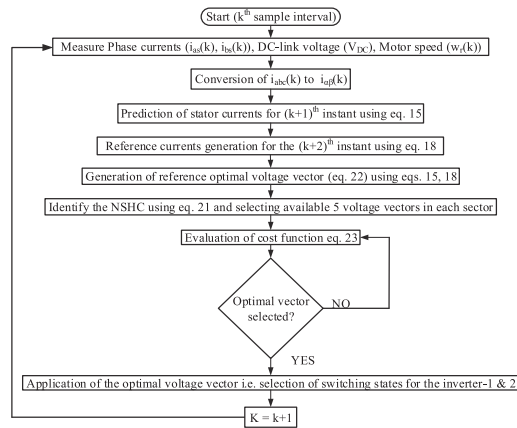 Start (kth sample interval)
Measure Phase currents (ias(k), ibs(k)), DC-link voltage (VDC), Motor speed (wr(k))
Conversion of iabc(k) to iαβ(k)
Prediction of stator currents for (k+1)th instant using eq. 15
Reference currents generation for the (k+2)th instant using eq. 18
Generation of reference optimal voltage vector (eq. 22) using eqs. 15, 18
Identify the NSHC using eq. 21 and selecting available 5 voltage vectors in each sector
Evaluation of cost function eq. 23
Optimal vector
selected?
NO
YES
Application of the optimal voltage vector i.e. selection of switching states for the inverter-1 & 2
K = k+1